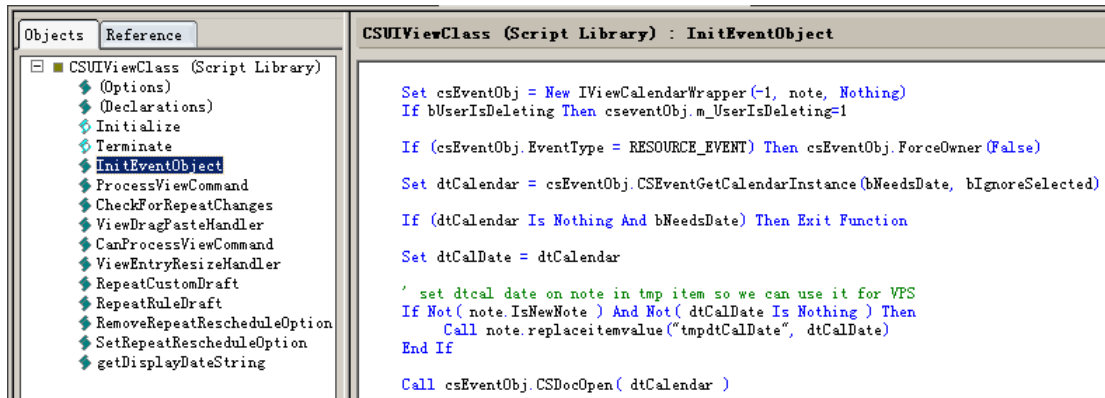 Objects
Reference
CSUIViewClass (Script Library)
(Options)
(Declarations)
Initialize
Terminate
InitEventObject
ProcessViewCommand
CheckForRepeatChanges
ViewDragPasteHandler
CanProcessViewCommand
ViewEntryResizeHandler
RepeatCustomDraft
RepeatRuleDraft
RemoveRepeatRescheduleOption
SetRepeatRescheduleOption
getDisplayDateString
CSUIViewClass (Script Library) : InitEventObject
Set csEventObj = New IViewCalendarWrapper(-1, note, Nothing)
If bUserIsDeleting Then cseventObj.m_UserIsDeleting=1
If (csEventObj.EventType = RESOURCE_EVENT) Then csEventObj.ForceOwner(False)
Set dtCalendar = csEventObj.CSEventGetCalendarInstance(bNeedsDate, bIgnoreSelected)
If (dtCalendar Is Nothing And bNeedsDate) Then Exit Function
Set dtCalDate = dtCalendar
' set dtcal date on note in tmp item so we can use it for VPS
If Not( note.IsNewNote ) And Not( dtCalDate Is Nothing ) Then
Call note.replaceitemvalue("tmpdtCalDate", dtCalDate)
End If
Call csEventObj.CSDocOpen( dtCalendar )